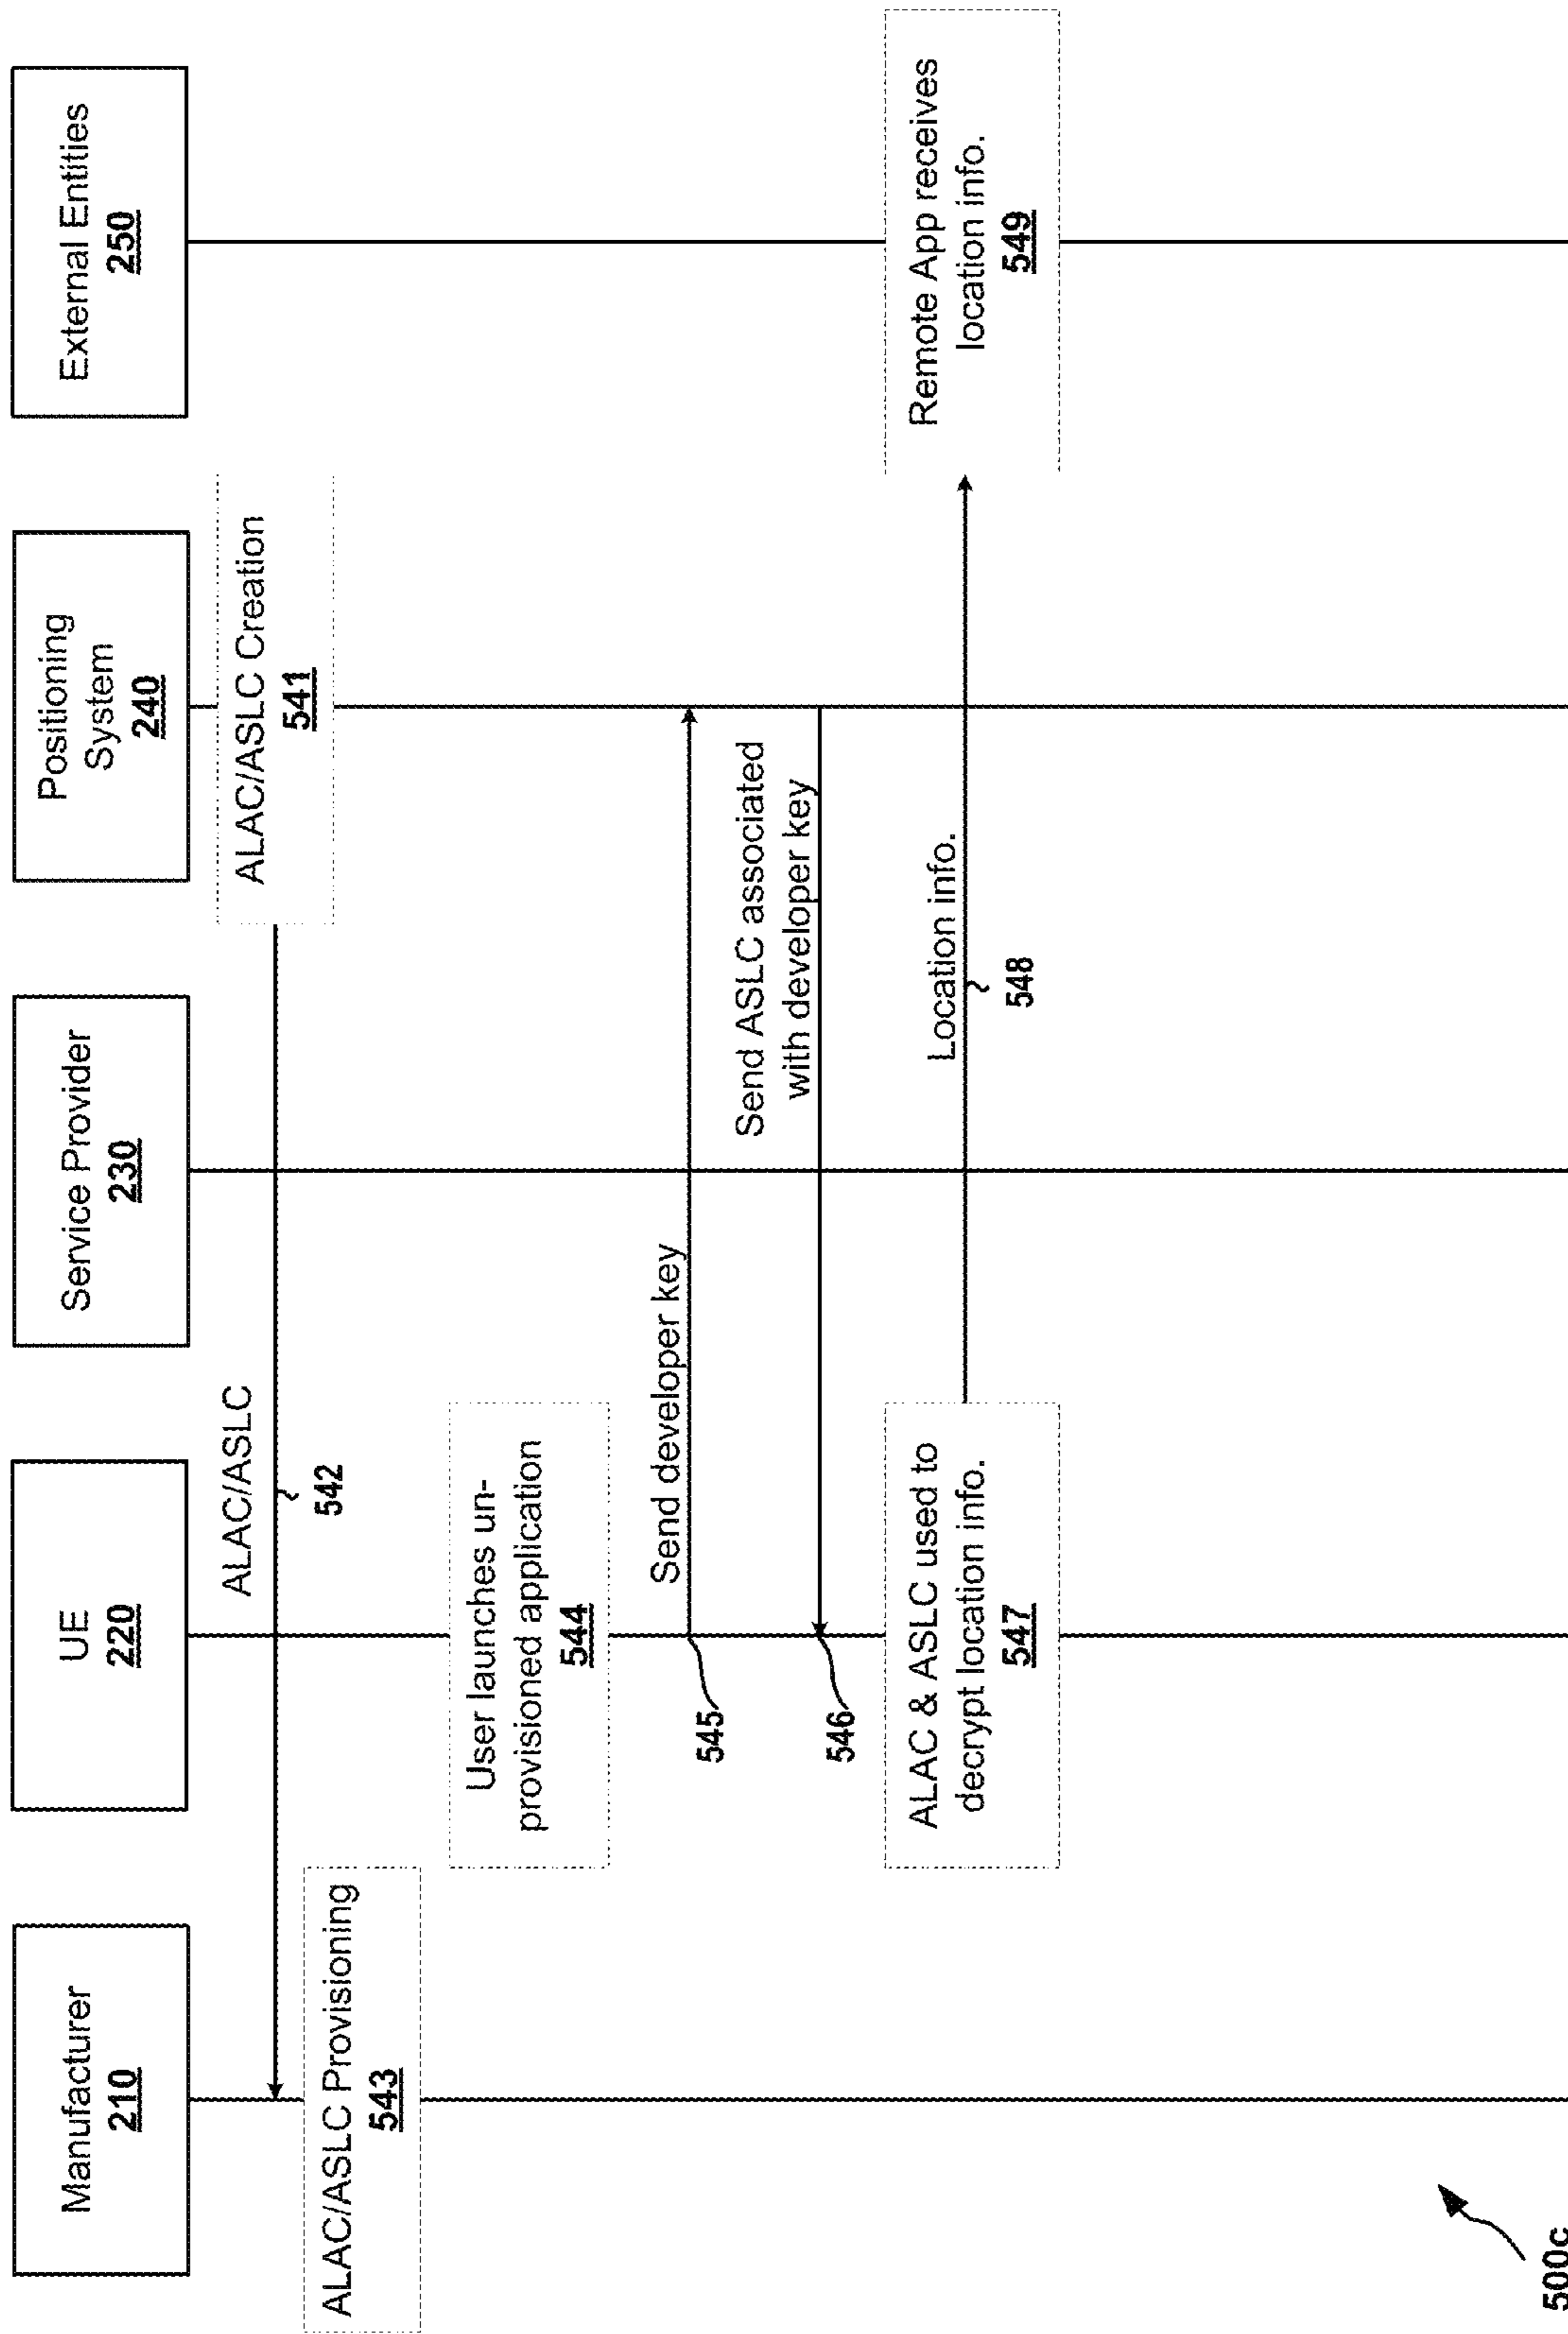 Manufacturer
210
UE
220
Service Provider
230
Positioning
System
240
External Entities
250
ALAC/ASLC Creation
541
ALAC/ASLC
542
ALAC/ASLC Provisioning
543
User launches un-
provisioned application
544
Send developer key
545
Send ASLC associated
with developer key
546
ALAC & ASLC used to
decrypt location info.
547
Location info.
548
Remote App receives
location info.
549
500c